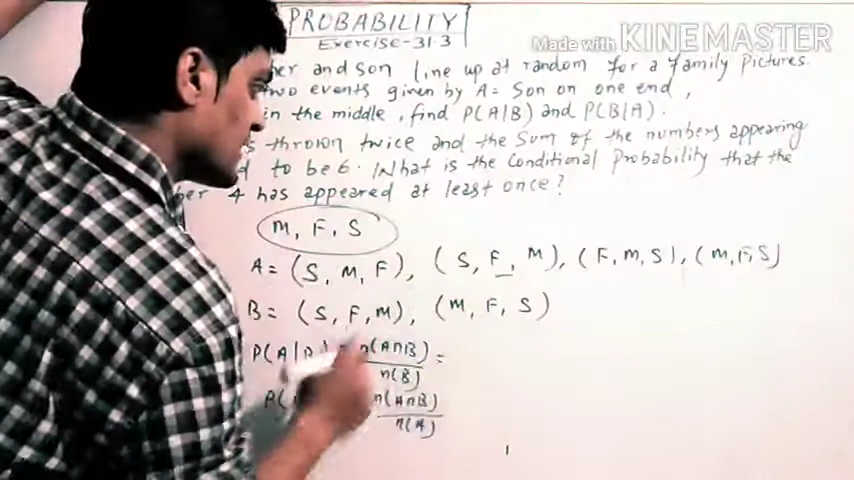 PROBABILITY
Exercise-31.3
Made with KINEMASTER
and son line up at random for a family Pictures.
two events given by A = Son on one end,
in the middle, find P(A|B) and P(B|A).
thrown twice and the sum of the numbers appearing
to be 6. What is the Conditional Probability that the
4 has appeared at least once?
M, F, S
A = (S, M, F), (S, F, M), (F, M, S), (M, F, S)
B = (S, F, M), (M, F, S)
n(A∩B)
n(B) =
n(A∩B)
n(A)